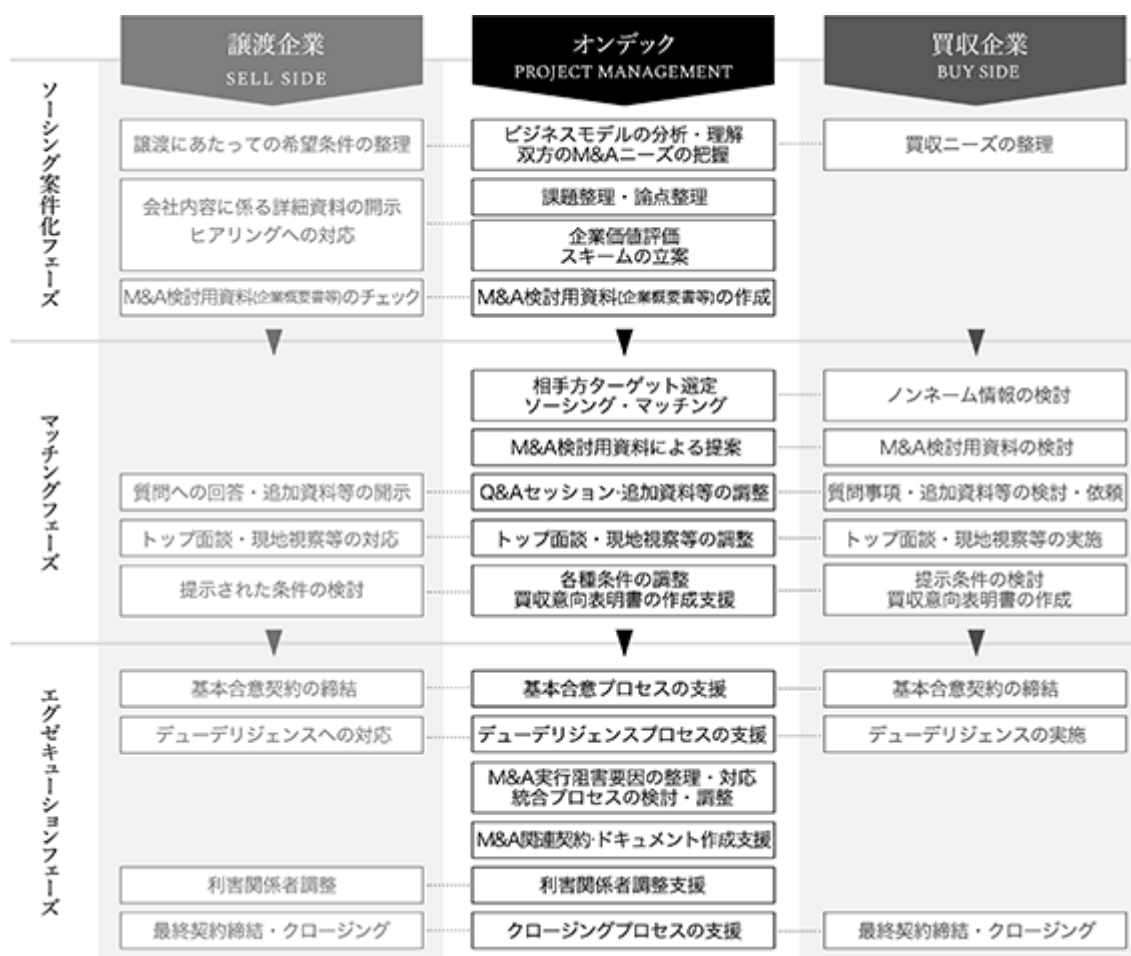 譲渡企業
SELL SIDE
オンデック
PROJECT MANAGEMENT
買収企業
BUY SIDE
ソーシング案件化フェーズ
譲渡にあたっての希望条件の整理
ビジネスモデルの分析・理解
双方のM&Aニーズの把握
買収ニーズの整理
会社内容に係る詳細資料の開示
ヒアリングへの対応
課題整理・論点整理
企業価値評価
スキームの立案
M&A検討用資料(企業概要書等)のチェック
M&A検討用資料(企業概要書等)の作成
マッチングフェーズ
相手方ターゲット選定
ソーシング・マッチング
ノンネーム情報の検討
M&A検討用資料による提案
M&A検討用資料の検討
質問への回答・追加資料等の開示
Q&Aセッション・追加資料等の調整
質問事項・追加資料等の検討・依頼
トップ面談・現地視察等の対応
トップ面談・現地視察等の調整
トップ面談・現地視察等の実施
提示された条件の検討
各種条件の調整
買収意向表明書の作成支援
提示条件の検討
買収意向表明書の作成
エグゼキューションフェーズ
基本合意契約の締結
基本合意プロセスの支援
基本合意契約の締結
デューデリジェンスへの対応
デューデリジェンスプロセスの支援
デューデリジェンスの実施
M&A実行阻害要因の整理・対応
統合プロセスの検討・調整
M&A関連契約・ドキュメント作成支援
利害関係者調整
利害関係者調整支援
最終契約締結・クロージング
クロージングプロセスの支援
最終契約締結・クロージング